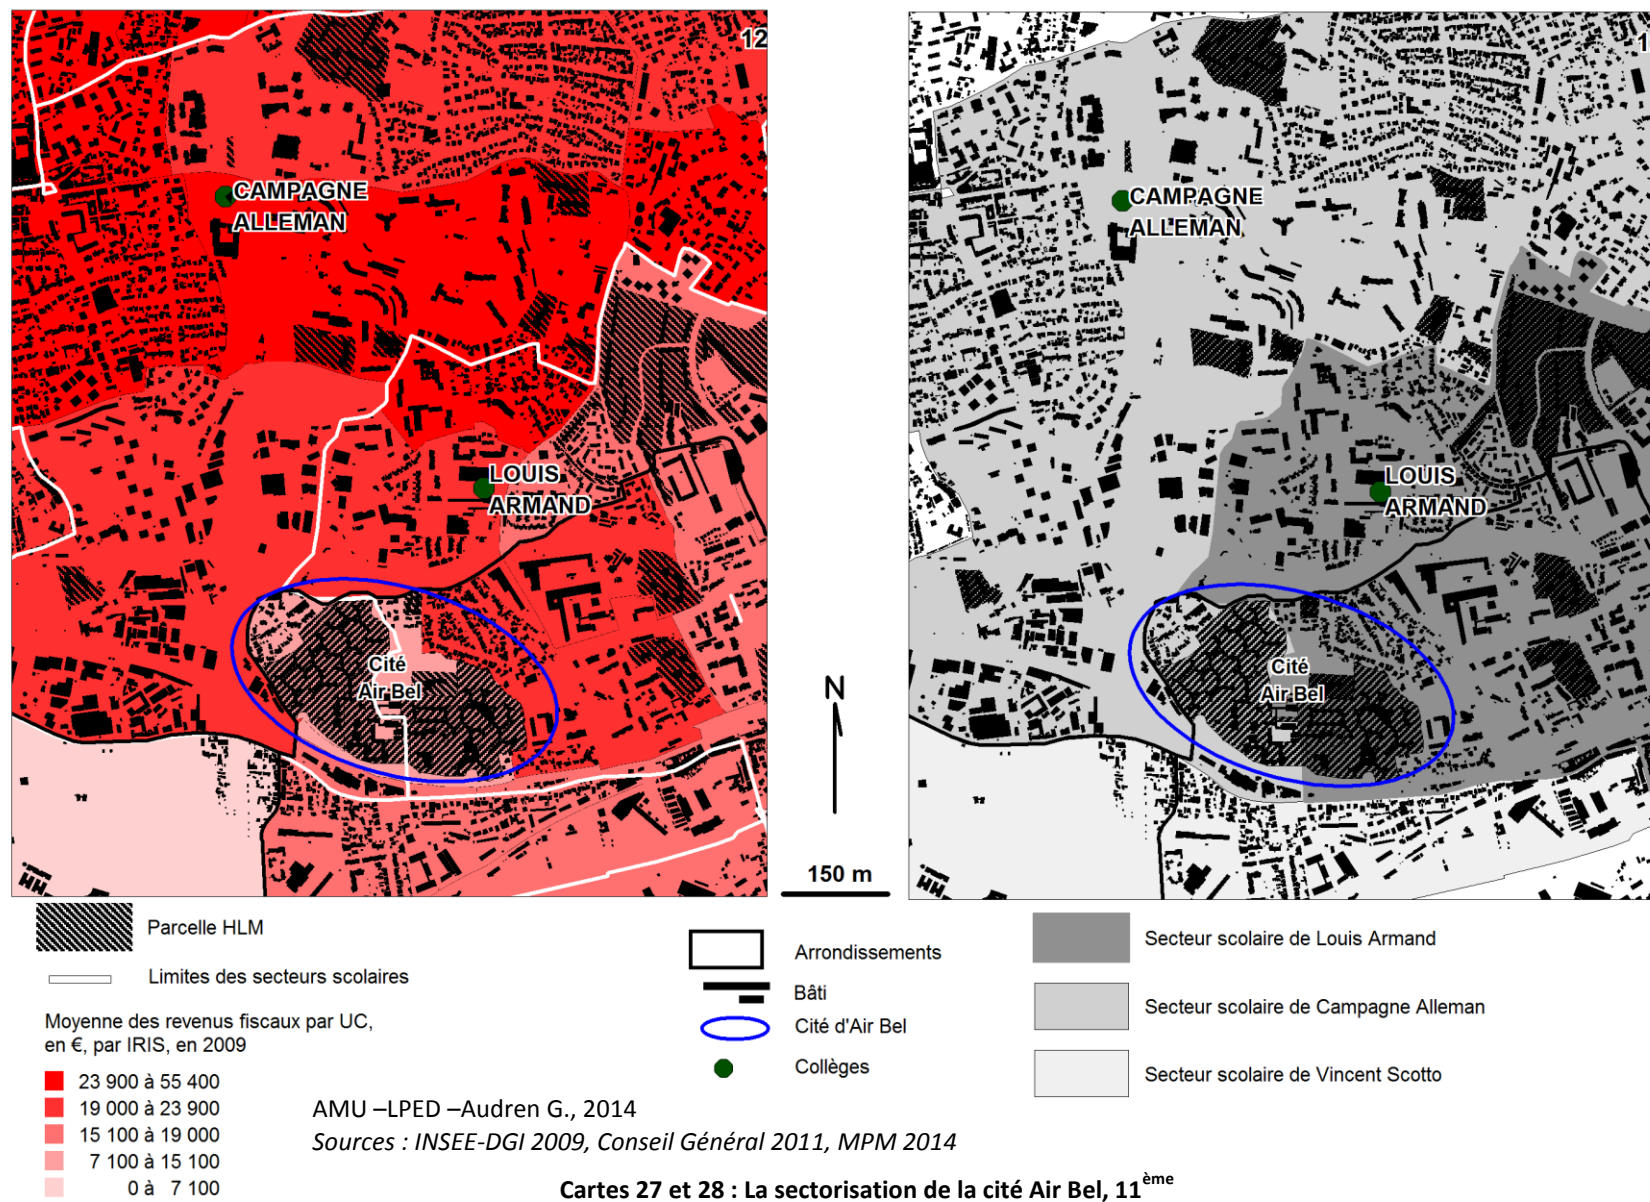 12
CAMPAGNE
ALLEMAN
LOUIS
ARMAND
Cité
Air Bel
N
150 m
1
CAMPAGNE
ALLEMAN
LOUIS
ARMAND
Cité
Air Bel
Parcelle HLM
Limites des secteurs scolaires
Moyenne des revenus fiscaux par UC,
en €, par IRIS, en 2009
23 900 à 55 400
19 000 à 23 900
15 100 à 19 000
7 100 à 15 100
0 à 7 100
Arrondissements
Bâti
Cité d'Air Bel
Collèges
Secteur scolaire de Louis Armand
Secteur scolaire de Campagne Alleman
Secteur scolaire de Vincent Scotto
AMU –LPED –Audren G., 2014
Sources : INSEE-DGI 2009, Conseil Général 2011, MPM 2014
Cartes 27 et 28 : La sectorisation de la cité Air Bel, 11ème